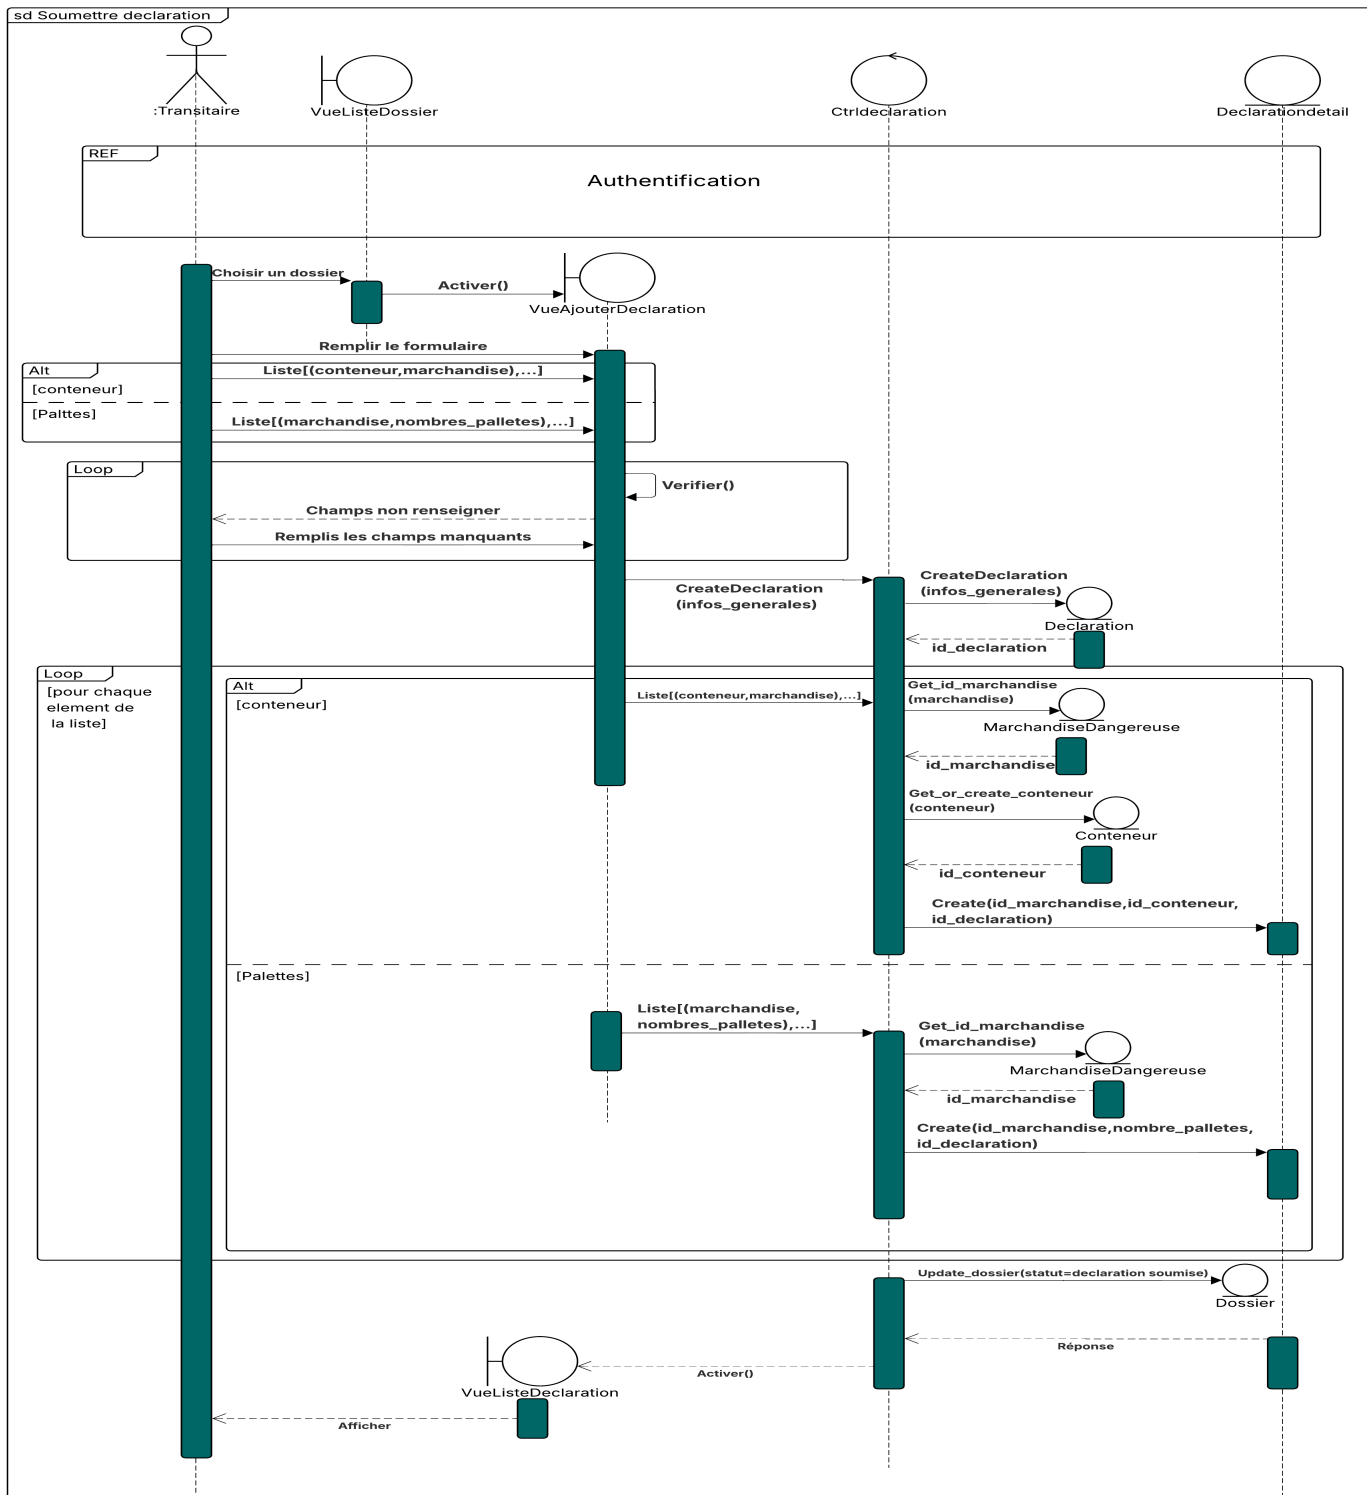 sd Soumettre declaration
:Transitaire
VueListeDossier
Ctrldeclaration
Declarationdetail
REF
Authentification
Choisir un dossier
Activer()
VueAjouterDeclaration
Remplir le formulaire
Alt
Liste[(conteneur,marchandise),...]
[conteneur]
[Palttes]
Liste[(marchandise,nombres_palletes),...]
Loop
Verifier()
Champs non renseigner
Remplis les champs manquants
CreateDeclaration
(infos_generales)
CreateDeclaration
(infos_generales)
Declaration
id_declaration
Loop
[pour chaque
element de
la liste]
Alt
[conteneur]
Liste[(conteneur,marchandise),...]
Get_id_marchandise
(marchandise)
MarchandiseDangereuse
id_marchandise
Get_or_create_conteneur
(conteneur)
Conteneur
id_conteneur
Create(id_marchandise,id_conteneur,
id_declaration)
[Palettes]
Liste[(marchandise,
nombres_palletes),...]
Get_id_marchandise
(marchandise)
MarchandiseDangereuse
id_marchandise
Create(id_marchandise,nombre_palletes,
id_declaration)
Update_dossier(statut=declaration soumise)
Dossier
Réponse
Activer()
VueListeDeclaration
Afficher